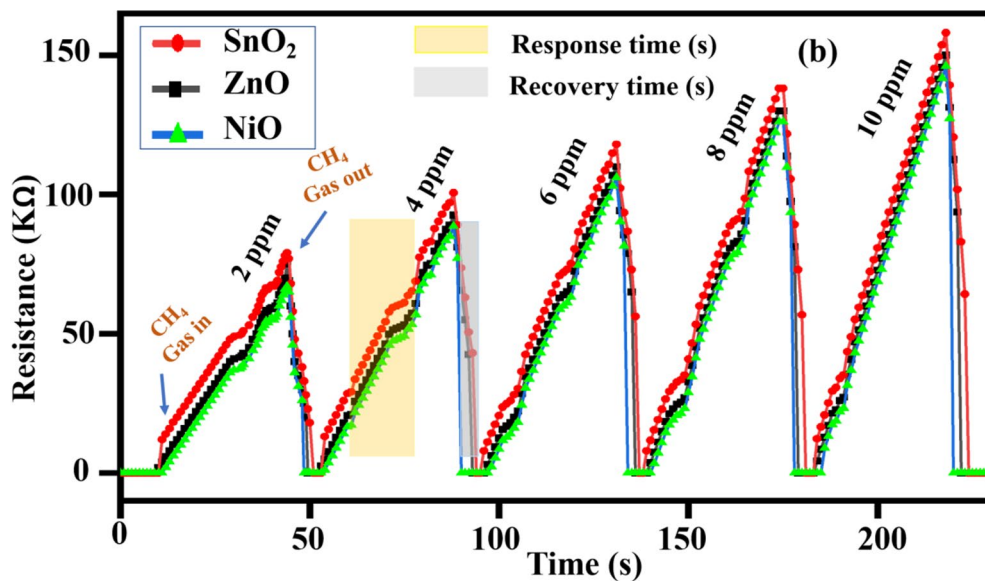 (b)
SnO₂
ZnO
NiO
Response time (s)
Recovery time (s)
CH₄
Gas in
CH₄
Gas out
2 ppm
4 ppm
6 ppm
8 ppm
10 ppm
Resistance (KΩ)
150
100
50
0
0
50
100
150
200
Time (s)